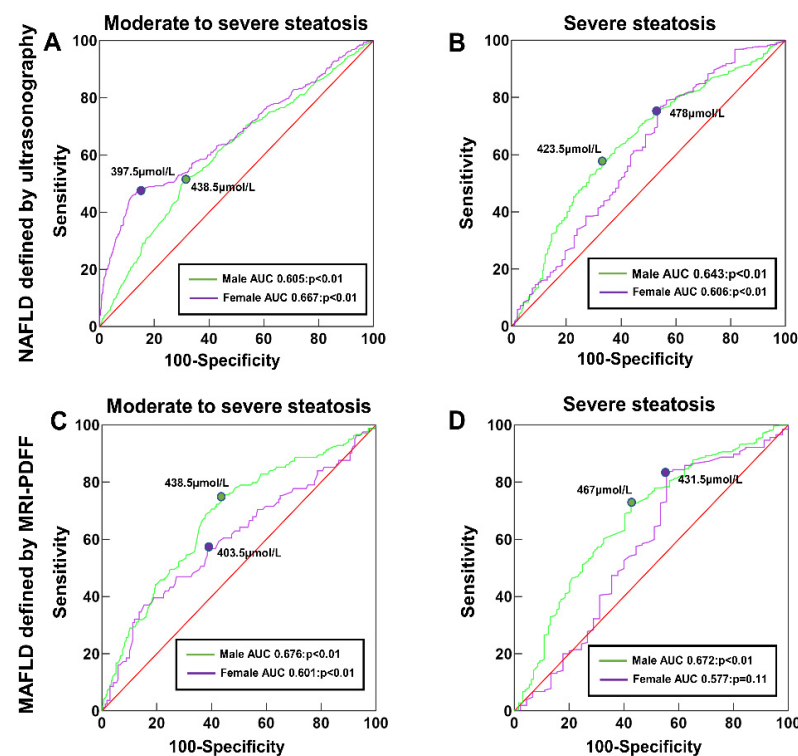 NAFLD defined by ultrasonography
A
Moderate to severe steatosis
100
80
60
40
20
0
Sensitivity
397.5μmol/L
438.5μmol/L
Male AUC 0.605:p<0.01
Female AUC 0.667:p<0.01
0 20 40 60 80 100
100-Specificity
B
Severe steatosis
100
80
60
40
20
0
Sensitivity
478μmol/L
423.5μmol/L
Male AUC 0.643:p<0.01
Female AUC 0.606:p<0.01
0 20 40 60 80 100
100-Specificity
MAFLD defined by MRI-PDFF
C
Moderate to severe steatosis
100
80
60
40
20
0
Sensitivity
438.5μmol/L
403.5μmol/L
Male AUC 0.676:p<0.01
Female AUC 0.601:p<0.01
0 20 40 60 80 100
100-Specificity
D
Severe steatosis
100
80
60
40
20
0
Sensitivity
467μmol/L
431.5μmol/L
Male AUC 0.672:p<0.01
Female AUC 0.577:p=0.11
0 20 40 60 80 100
100-Specificity